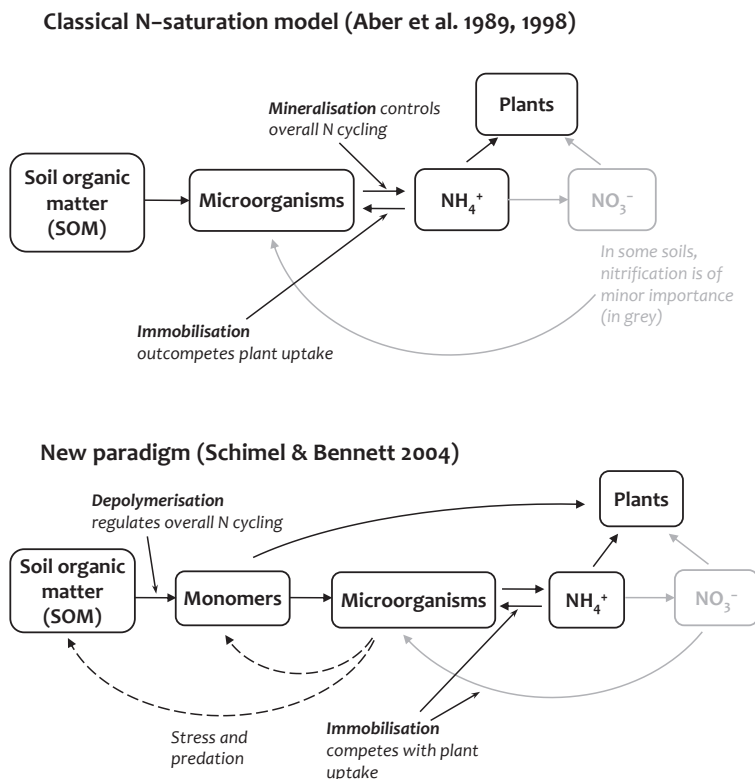 Classical N–saturation model (Aber et al. 1989, 1998)
Mineralisation controls
overall N cycling
Plants
Soil organic
matter
(SOM)
Microorganisms
NH₄⁺
NO₃⁻
In some soils,
nitrification is of
minor importance
(in grey)
Immobilisation
outcompetes plant uptake
New paradigm (Schimel & Bennett 2004)
Depolymerisation
regulates overall N cycling
Plants
Soil organic
matter
(SOM)
Monomers
Microorganisms
NH₄⁺
NO₃⁻
Stress and
predation
Immobilisation
competes with plant
uptake